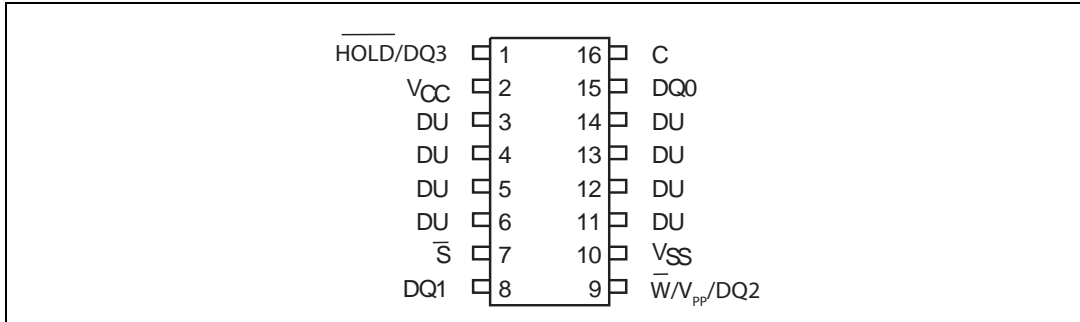 H̅O̅L̅D̅/DQ3 1 16 C
VCC 2 15 DQ0
DU 3 14 DU
DU 4 13 DU
DU 5 12 DU
DU 6 11 DU
S̅ 7 10 VSS
DQ1 8 9 W̅/VPP/DQ2